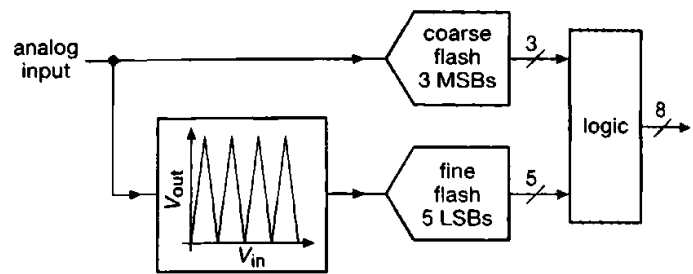 analog
input
coarse
flash
3 MSBs
3
logic
8
Vout
Vin
fine
flash
5 LSBs
5